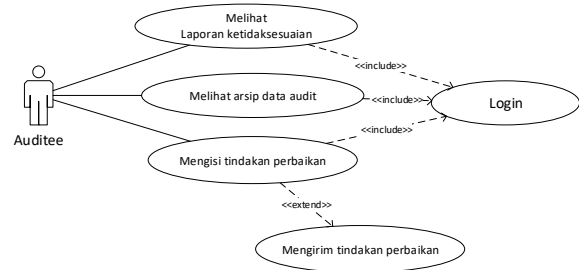 Melihat
Laporan ketidaksesuaian
<<include>>
Melihat arsip data audit
<<include>>
Login
Auditee
<<include>>
Mengisi tindakan perbaikan
<<extend>>
Mengirim tindakan perbaikan